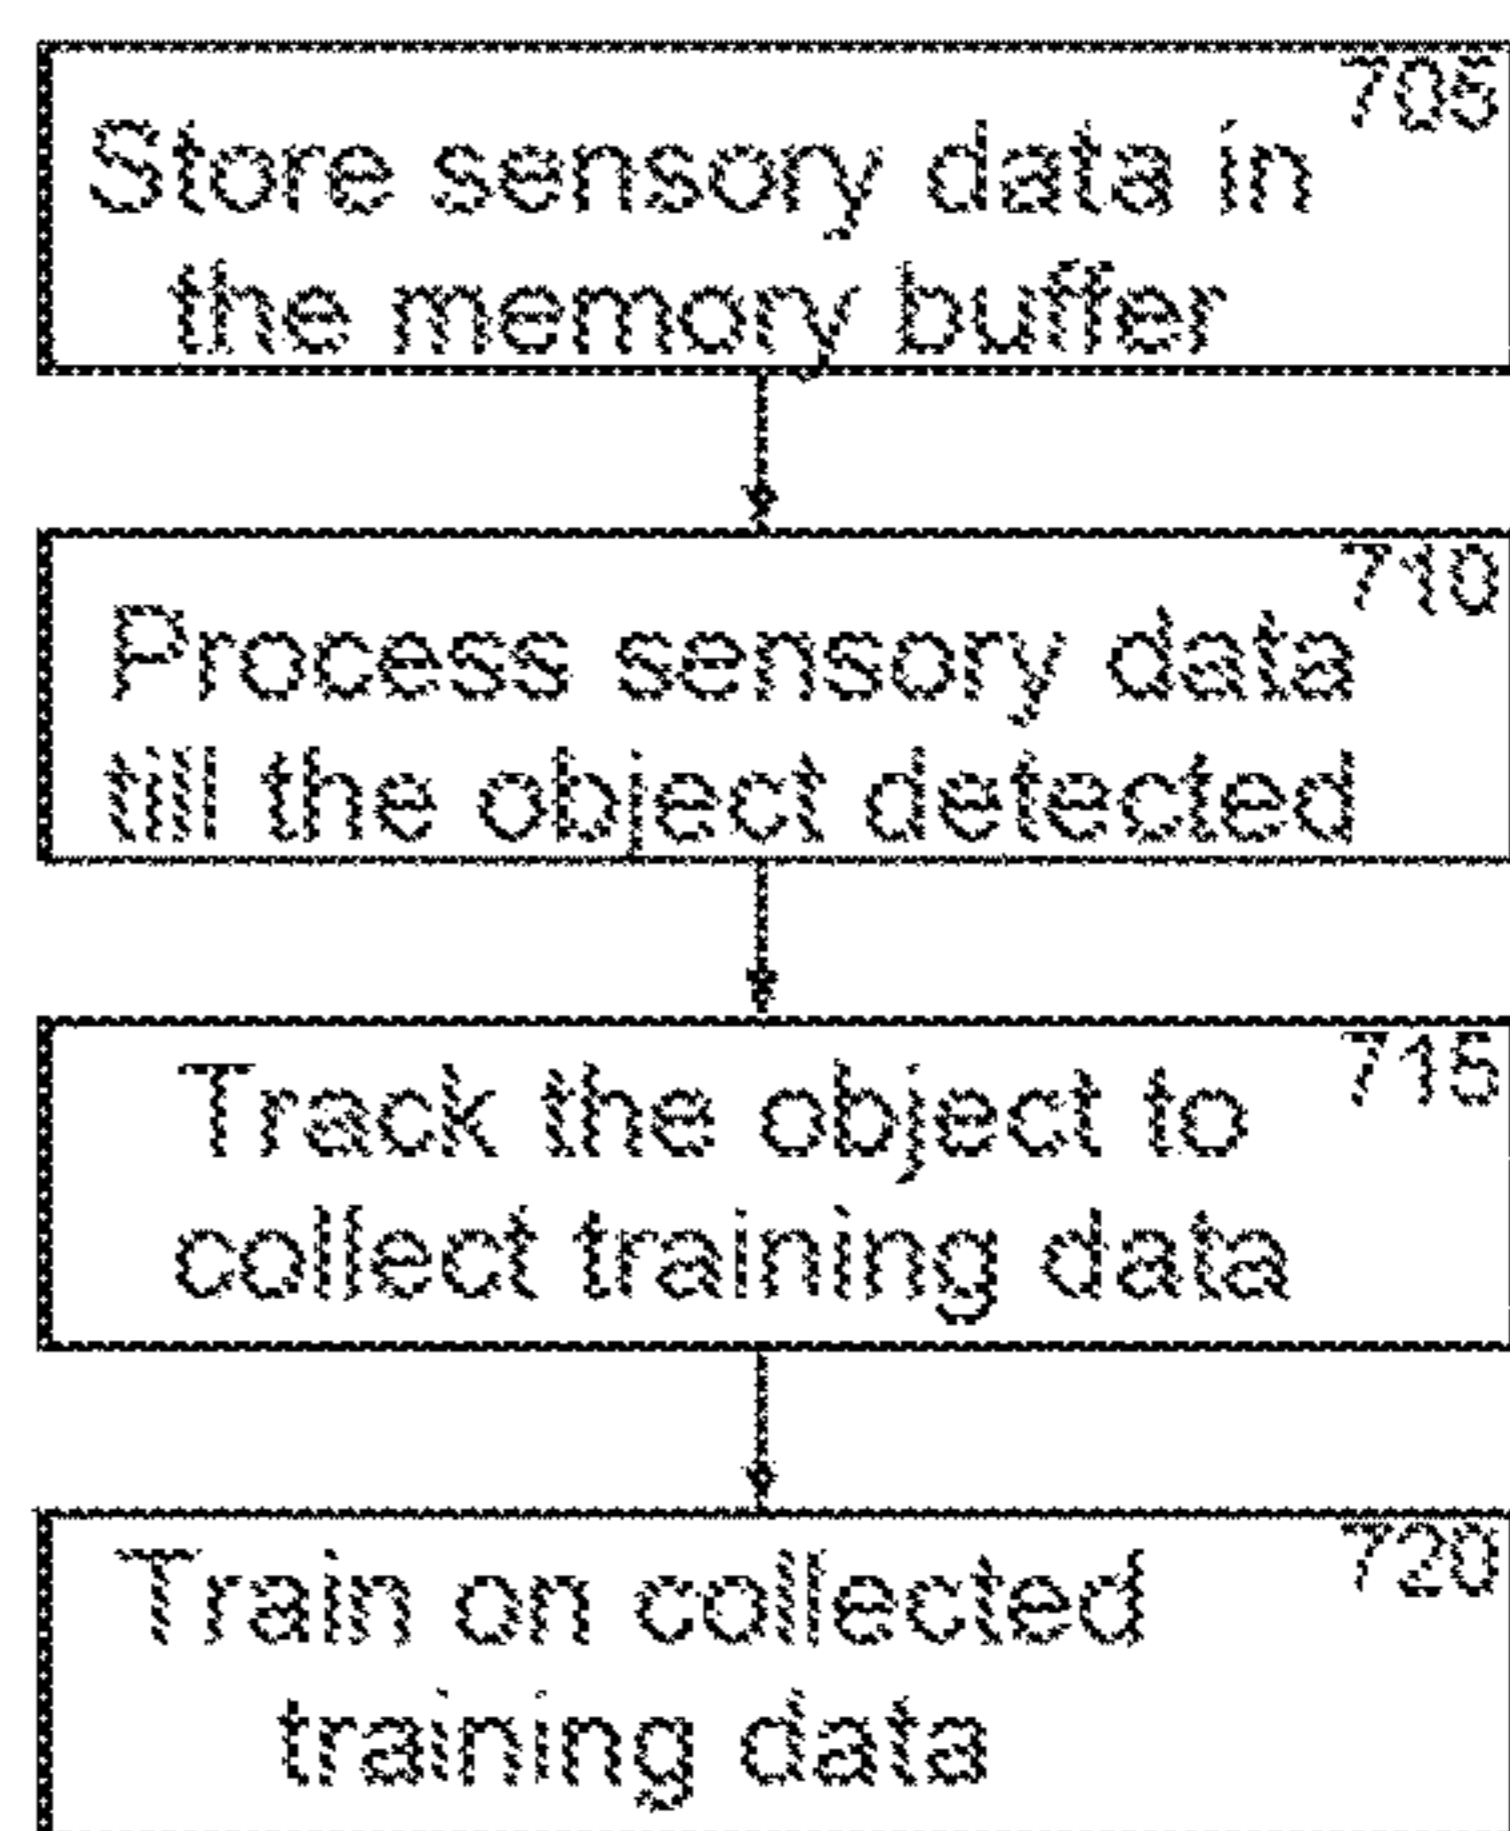 705
Store sensory data in
the memory buffer
710
Process sensory data
till the object detected
715
Track the object to
collect training data
720
Train on collected
training data